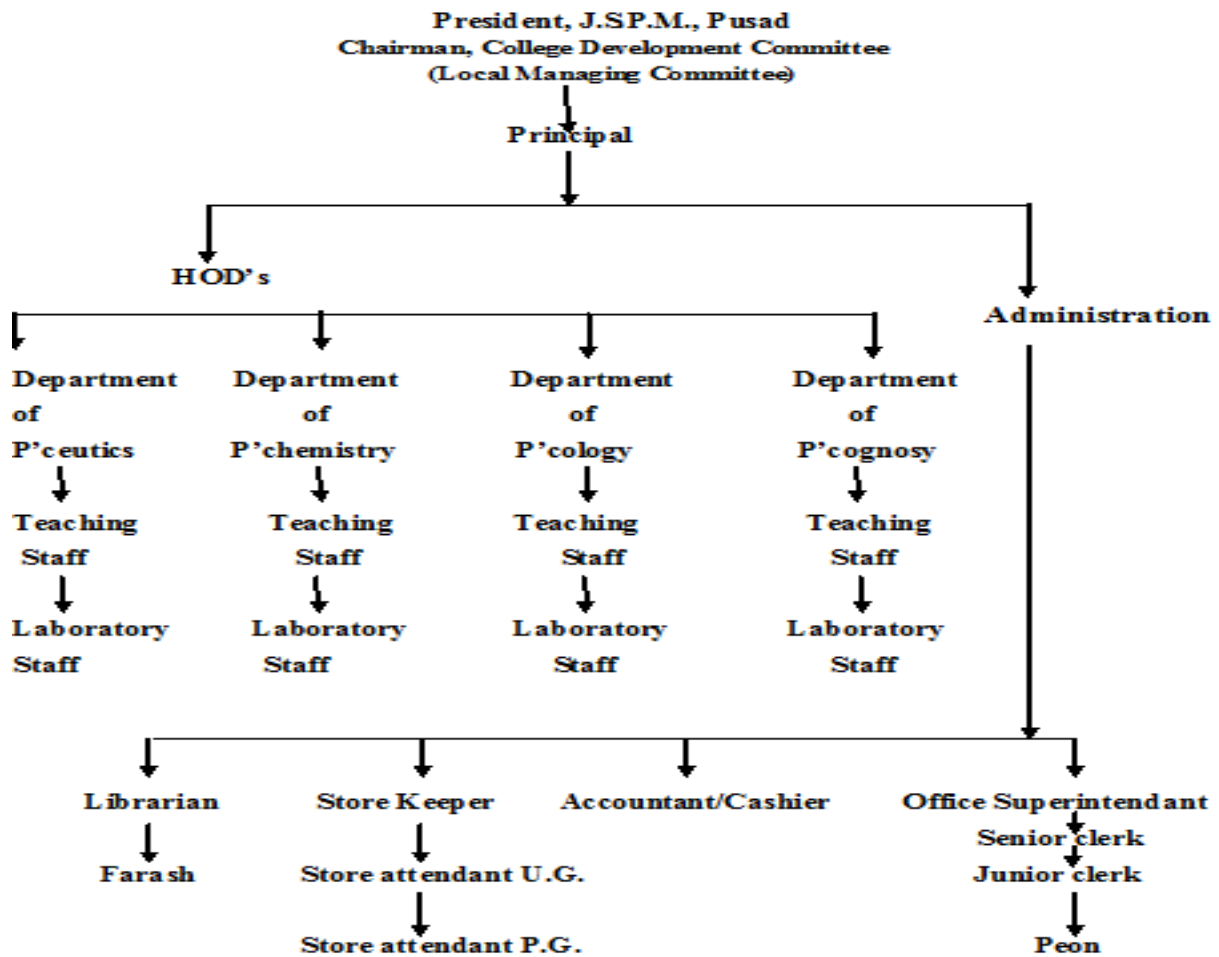 President, J.S.P.M., Pusad
Chairman, College Development Committee
(Local Managing Committee)
Principal
HOD's
Administration
Department Department Department Department
of of of of
P'ceutics P'chemistry P'cology P'cognosy
Teaching Teaching Teaching Teaching
Staff Staff Staff Staff
Laboratory Laboratory Laboratory Laboratory
Staff Staff Staff Staff
Librarian Store Keeper Accountant/Cashier Office Superintendant
Senior clerk
Farash Store attendant U.G. Junior clerk
Store attendant P.G. Peon